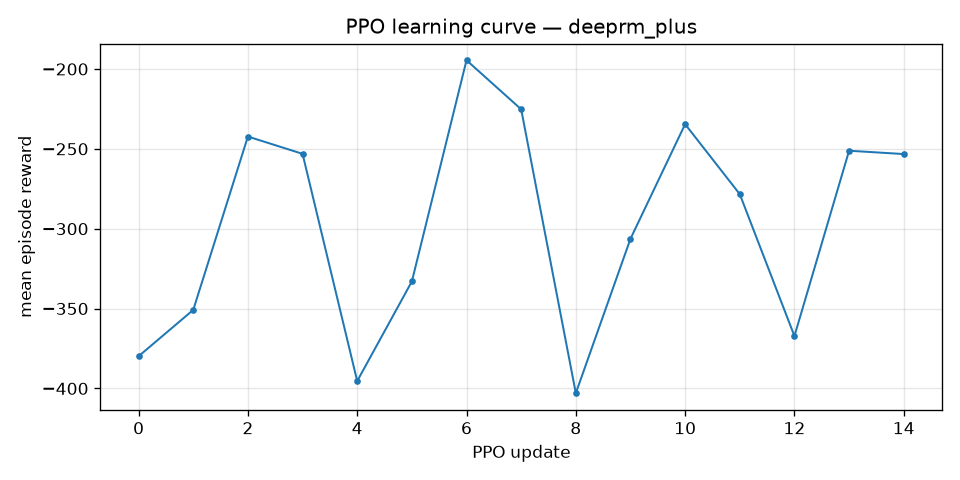 PPO learning curve — deeprm_plus
mean episode reward
−200
−250
−300
−350
−400
0 2 4 6 8 10 12 14
PPO update